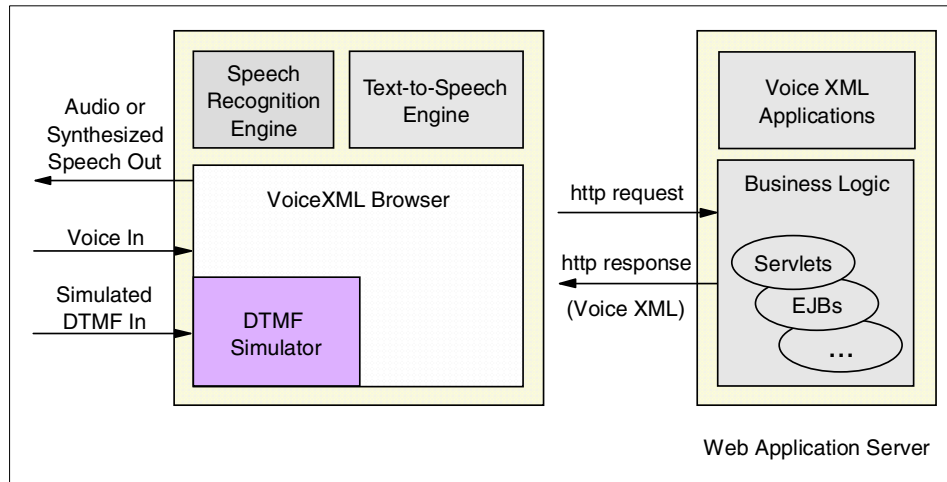 Speech
Recognition
Engine
Text-to-Speech
Engine
Audio or
Synthesized
Speech Out
VoiceXML Browser
Voice In
Simulated
DTMF In
DTMF
Simulator
http request
http response
(Voice XML)
Voice XML
Applications
Business Logic
Servlets
EJBs
...
Web Application Server